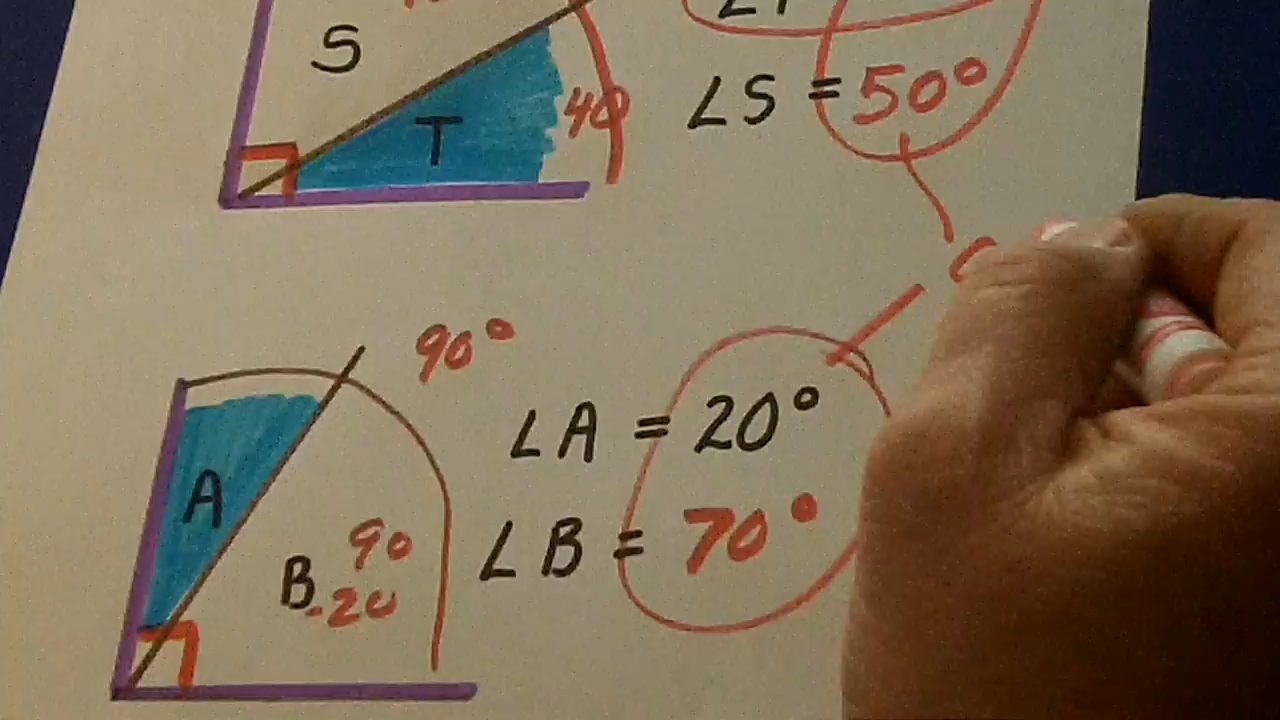 S
T
40
∠S = 50°
90°
A
∠A = 20°
B
90
-20
∠B = 70°